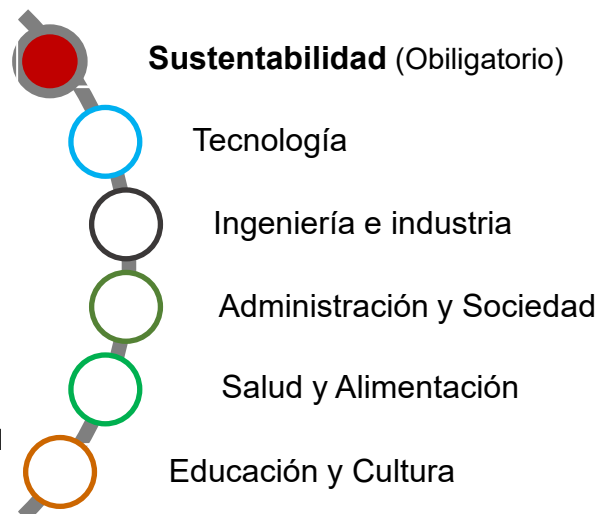 Sustentabilidad (Obiligatorio)
Tecnología
Ingeniería e industria
Administración y Sociedad
Salud y Alimentación
Educación y Cultura